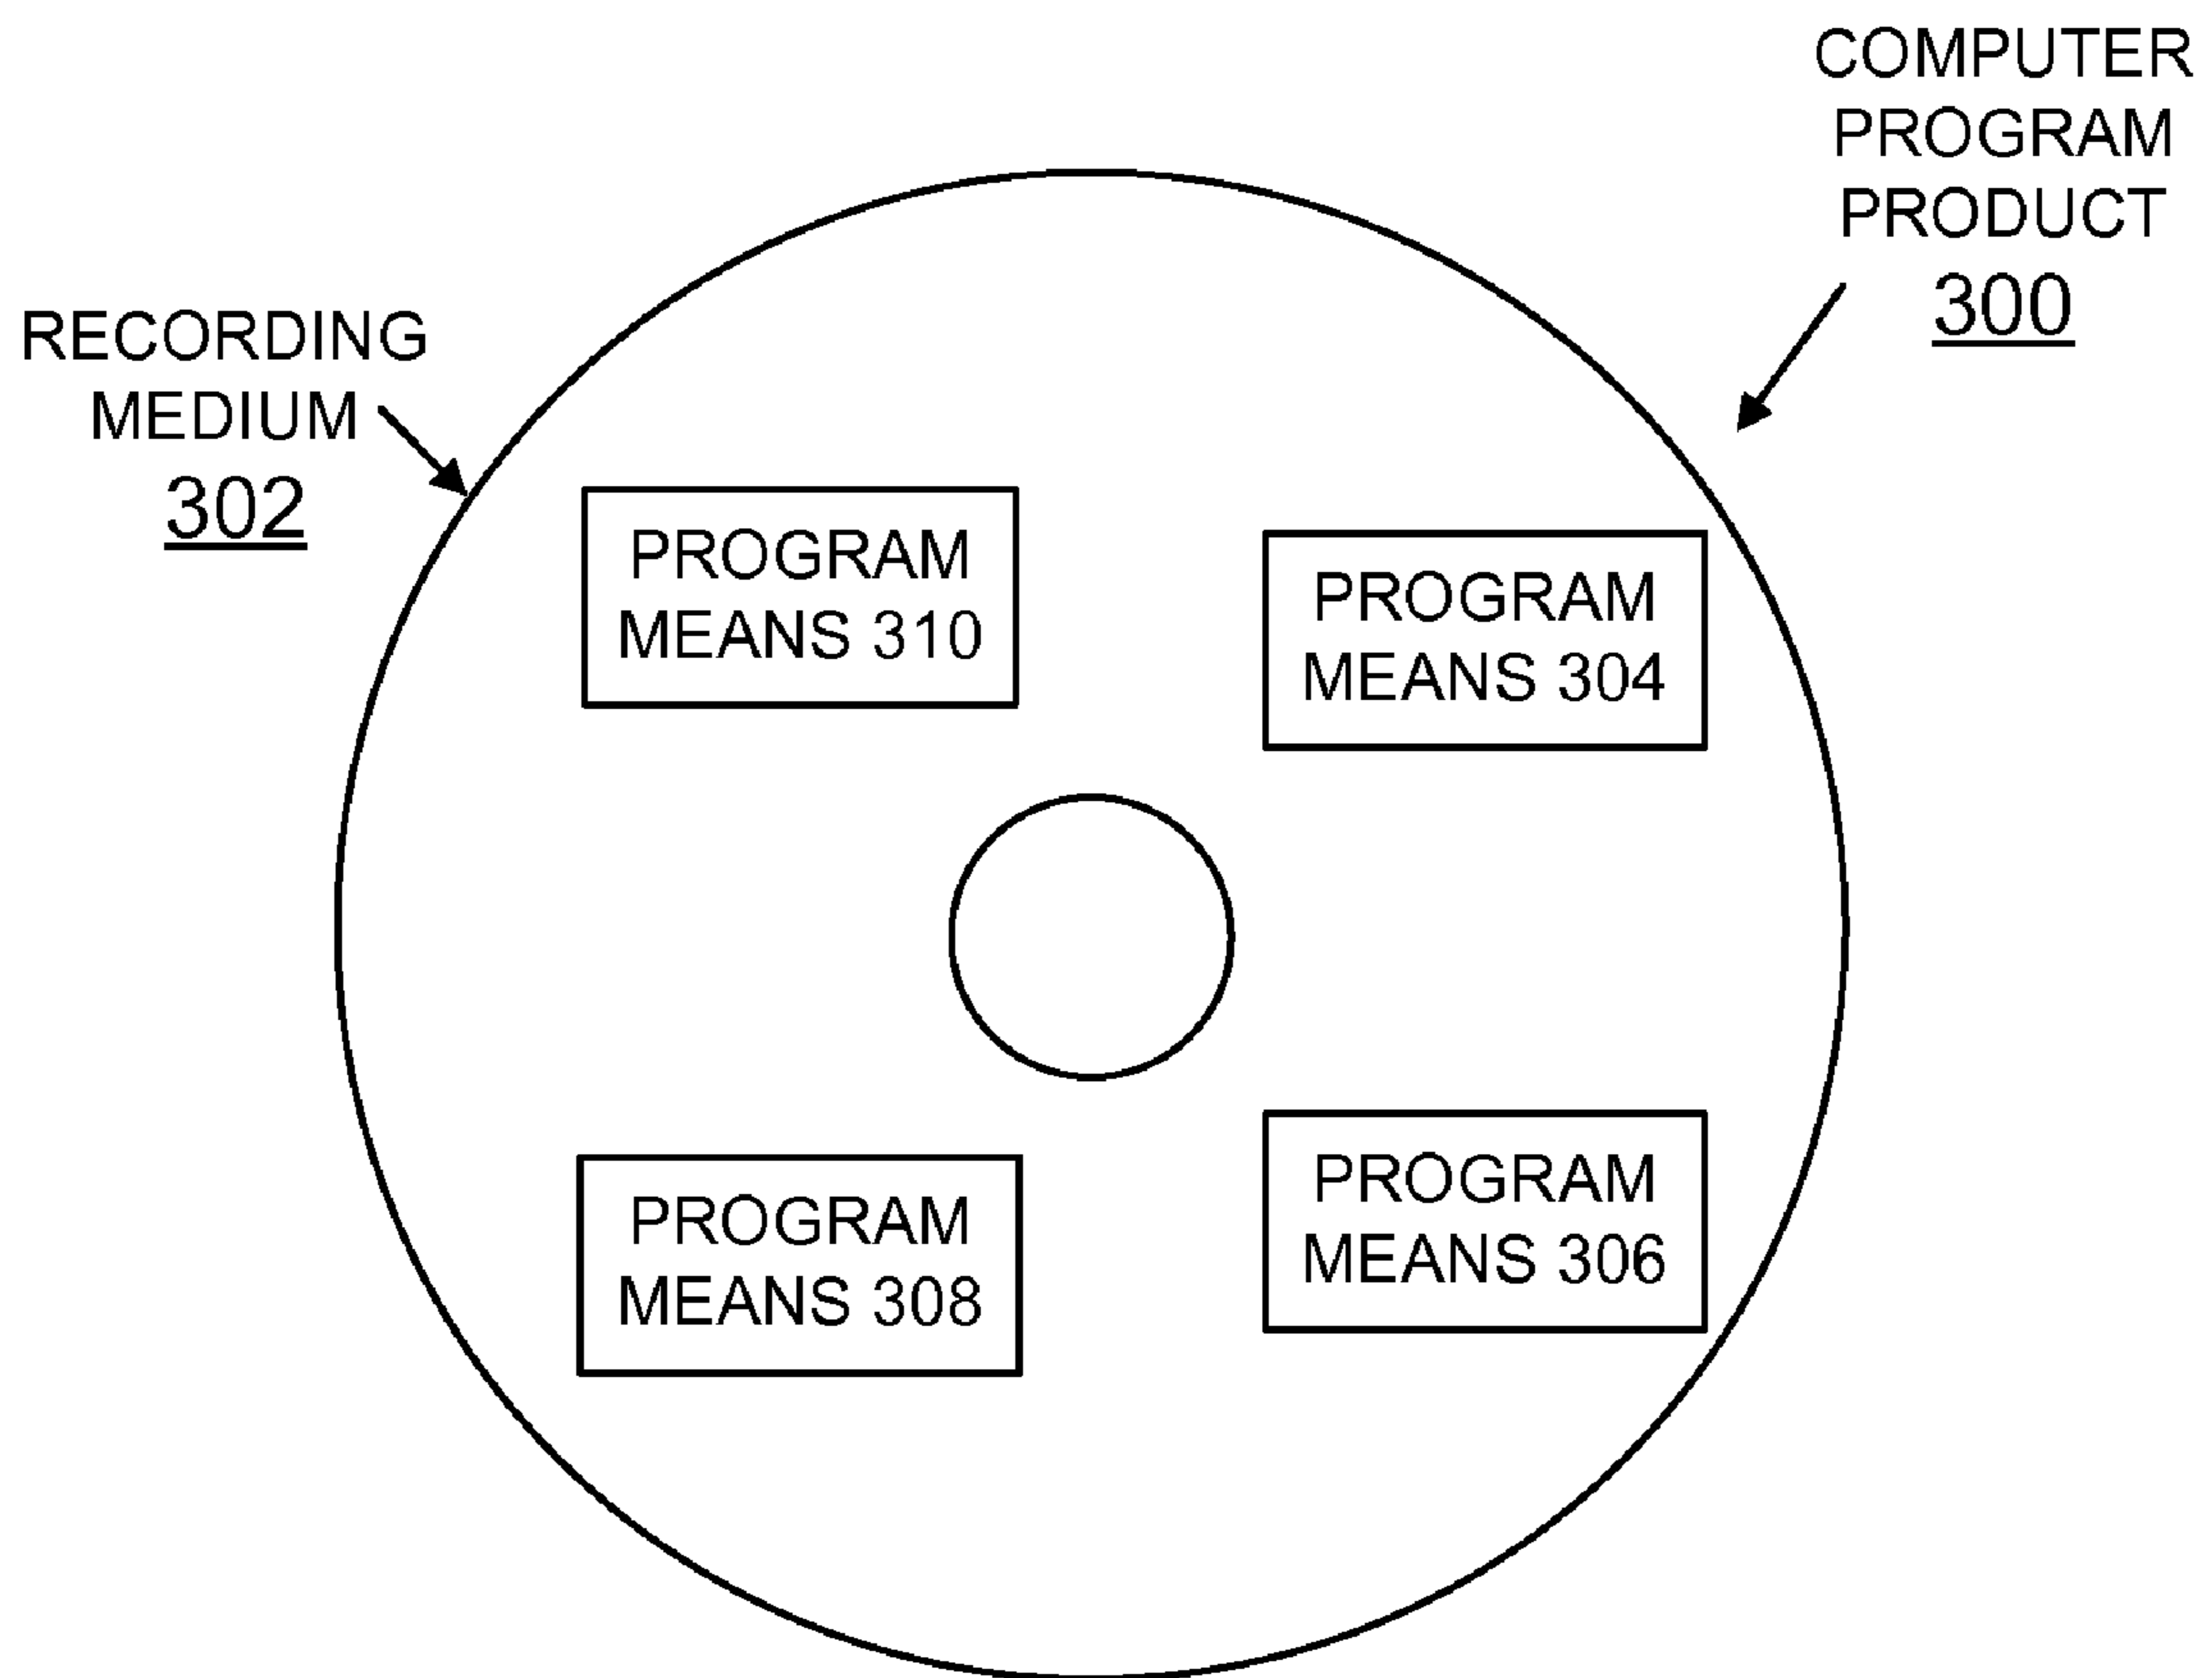 COMPUTER
PROGRAM
PRODUCT
300
RECORDING
MEDIUM
302
PROGRAM
MEANS 310
PROGRAM
MEANS 304
PROGRAM
MEANS 308
PROGRAM
MEANS 306